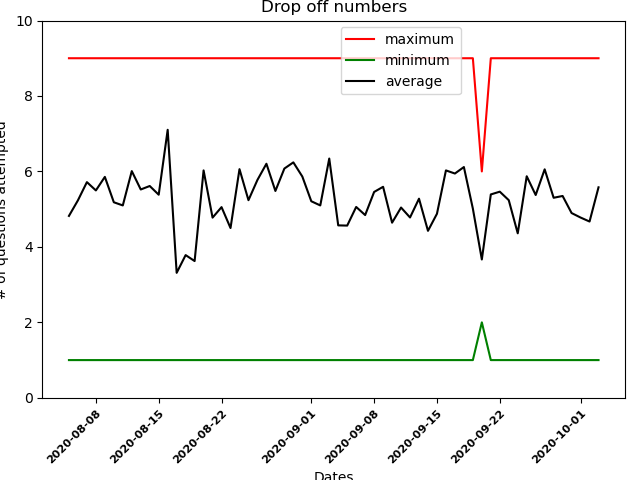 Drop off numbers
maximum
minimum
average
# of questions attempted
10
8
6
4
2
0
2020-08-08
2020-08-15
2020-08-22
2020-09-01
2020-09-08
2020-09-15
2020-09-22
2020-10-01
Dates